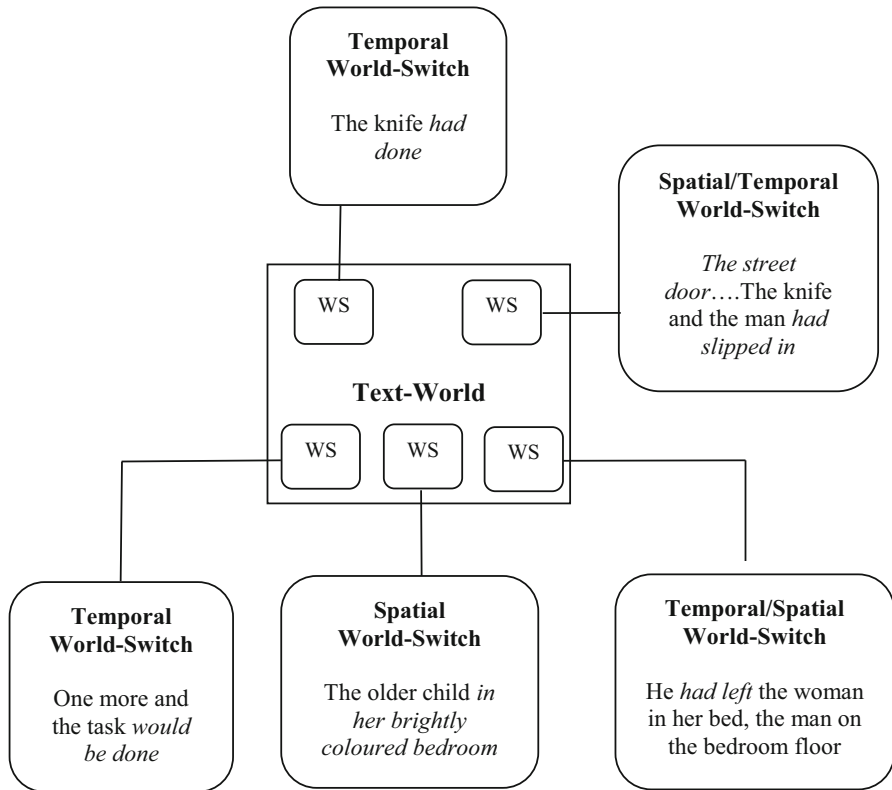 Temporal
World-Switch
The knife had
done
Spatial/Temporal
World-Switch
The street
door….The knife
and the man had
slipped in
WS
WS
Text-World
WS
WS
WS
Temporal
World-Switch
One more and
the task would
be done
Spatial
World-Switch
The older child in
her brightly
coloured bedroom
Temporal/Spatial
World-Switch
He had left the woman
in her bed, the man on
the bedroom floor